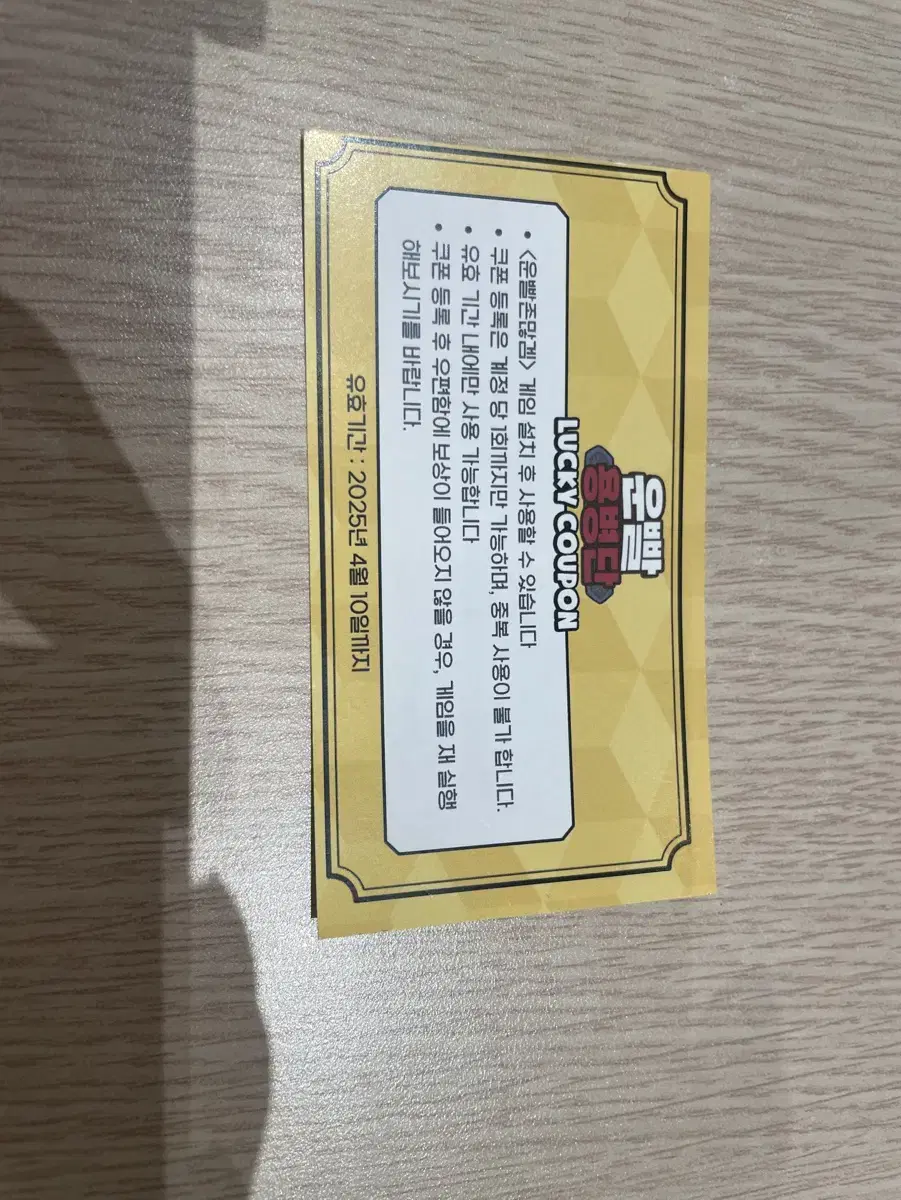 운빨
용병단
LUCKY COUPON
• <운빨존많겜> 게임 설치 후 사용할 수 있습니다
• 쿠폰 등록은 계정 당 1회까지만 가능하며, 중복 사용이 불가 합니다.
• 유효 기간 내에만 사용 가능합니다
• 쿠폰 등록 후 우편함에 보상이 들어오지 않을 경우, 게임을 재 실행
해보시기를 바랍니다.
유효기간 : 2025년 4월 10일까지